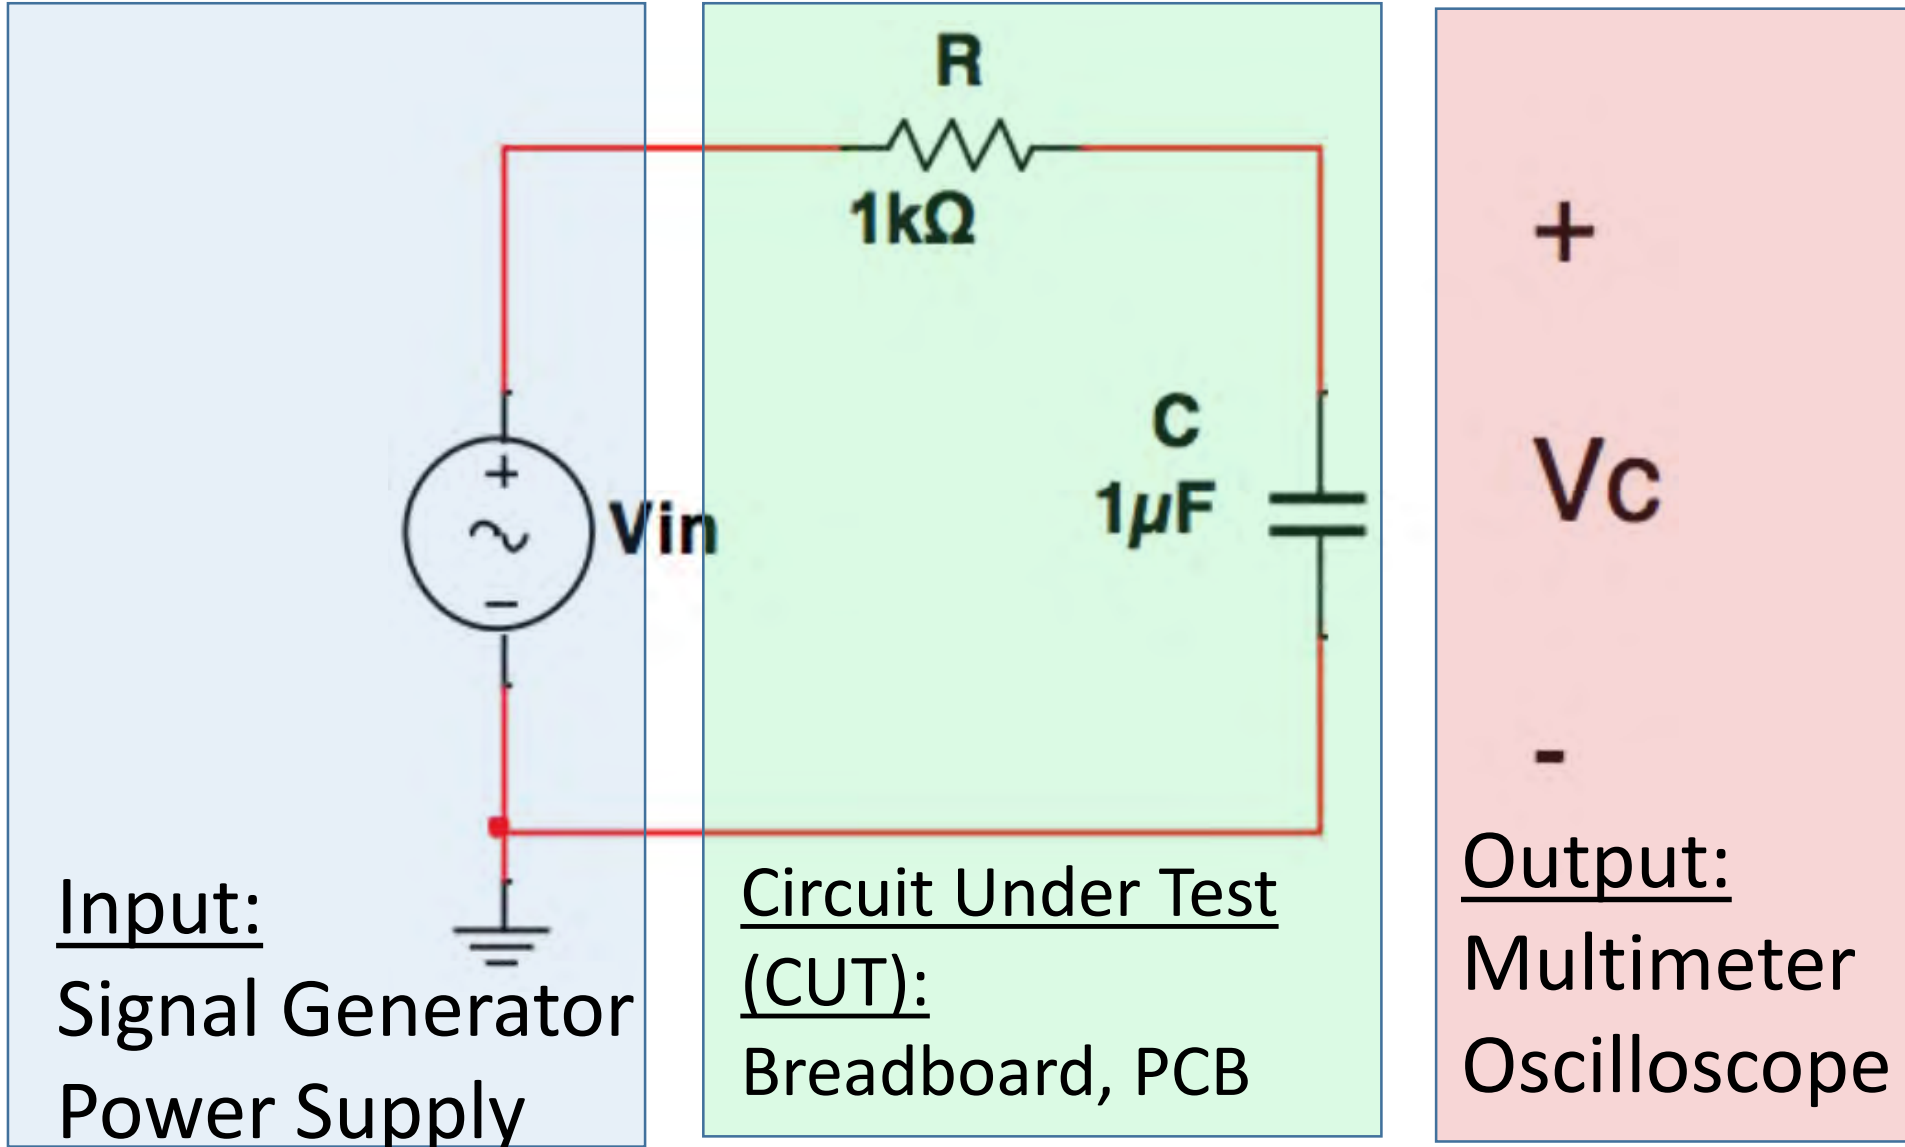 R
1kΩ
+
Vin
−
C
1µF
+
Vc
-
Input:
Signal Generator
Power Supply
Circuit Under Test
(CUT):
Breadboard, PCB
Output:
Multimeter
Oscilloscope